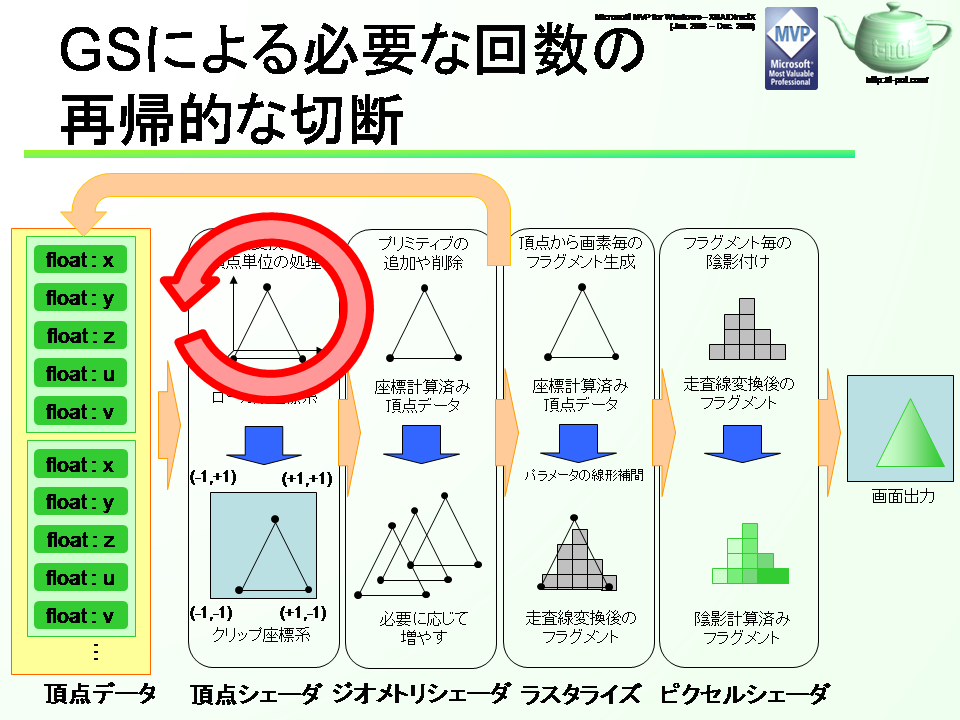 GSによる必要な回数の
再帰的な切断
Microsoft MVP for Windows – XNA/DirectX
MVP
Microsoft
Most Valuable
Professional
t-pot
http://t-pot.com/
float : x
float : y
float : z
float : u
float : v
float : x
float : y
float : z
float : u
float : v
...
頂点データ
変換
頂点単位の処理
(-1,+1)
(+1,+1)
(-1,-1)
(+1,-1)
クリップ座標系
頂点シェーダ
プリミティブの
追加や削除
座標計算済み
頂点データ
必要に応じて
増やす
ジオメトリシェーダ
頂点から画素毎の
フラグメント生成
座標計算済み
頂点データ
パラメータの線形補間
走査線変換後の
フラグメント
ラスタライズ
フラグメント毎の
陰影付け
走査線変換後の
フラグメント
陰影計算済み
フラグメント
ピクセルシェーダ
画面出力